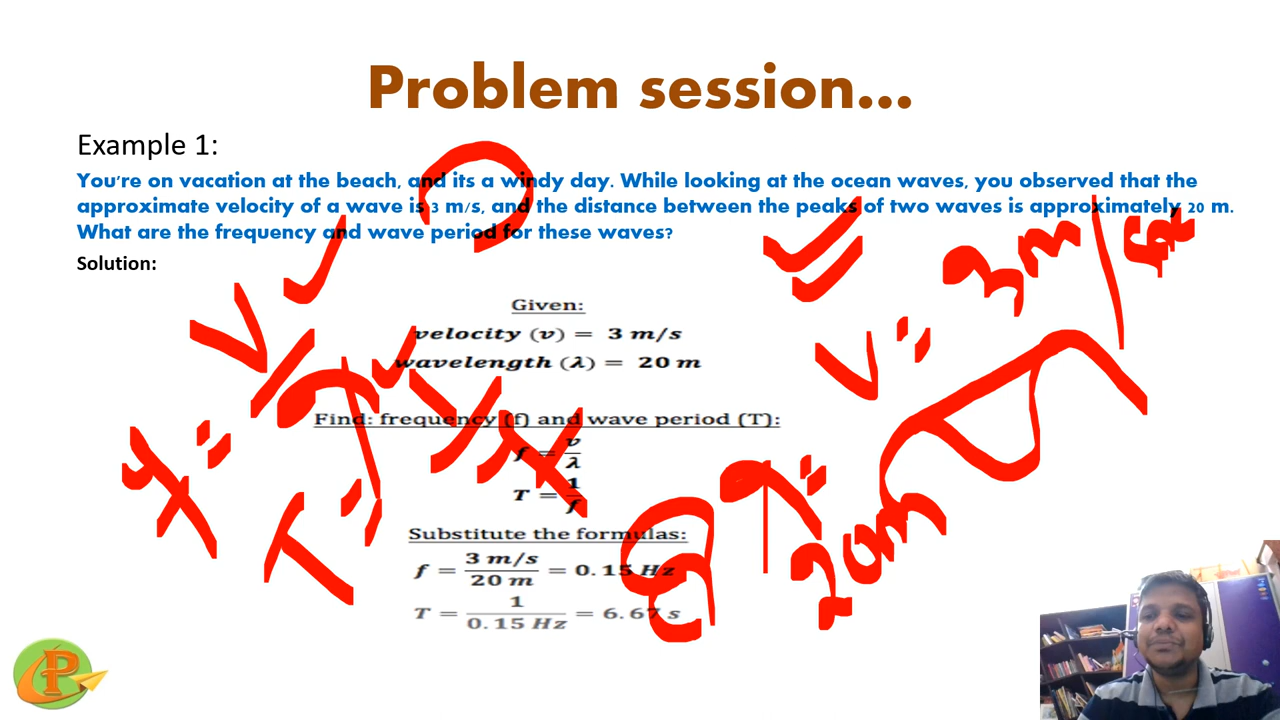 Problem session...
Example 1:
You're on vacation at the beach, and its a windy day. While looking at the ocean waves, you observed that the
approximate velocity of a wave is 3 m/s, and the distance between the peaks of two waves is approximately 20 m.
What are the frequency and wave period for these waves?
Solution:
Given:
velocity (v) = 3 m/s
wavelength (λ) = 20 m
Find: frequency (f) and wave period (T):
f = v/λ
T = 1/f
Substitute the formulas:
f = 3 m/s / 20 m = 0.15 Hz
T = 1 / 0.15 Hz = 6.67 s
f = v/λ
T = 1/f
v = 3m/sec
λ = 20m
P